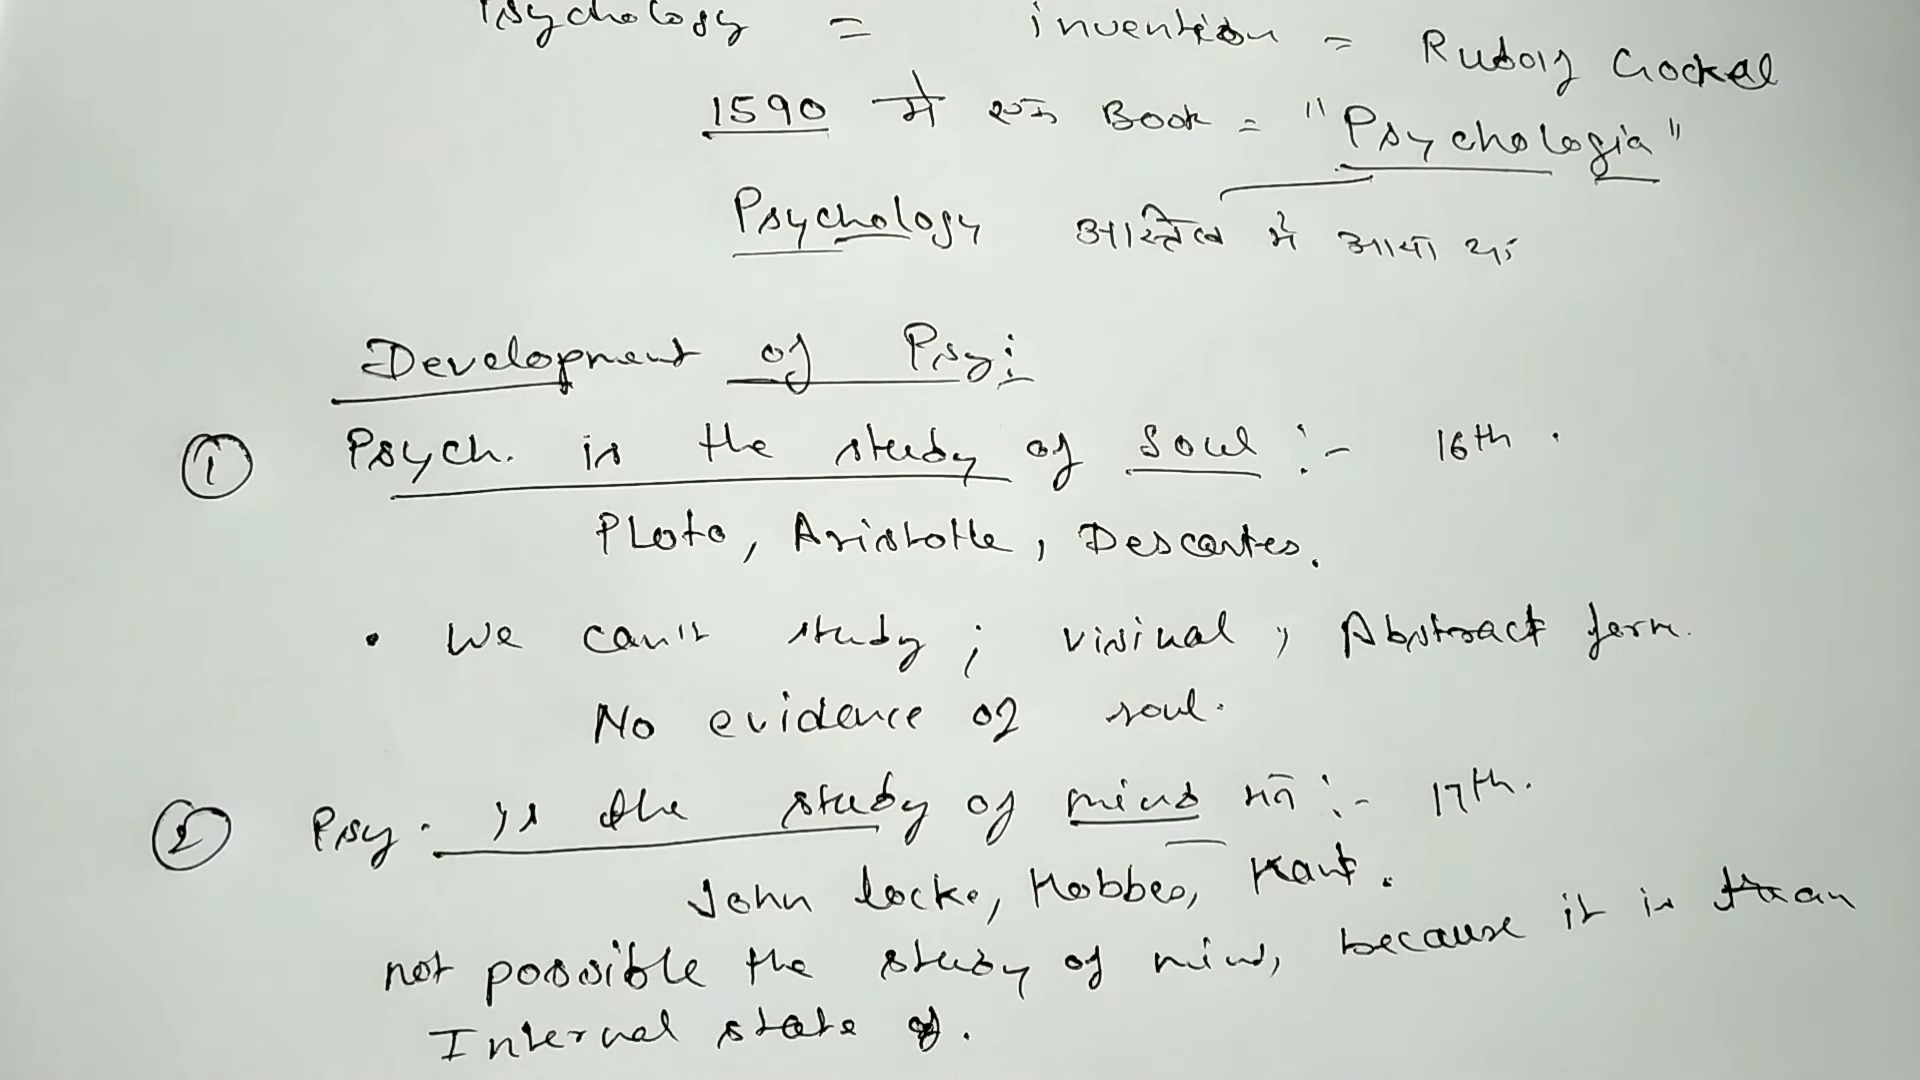 Psychology = invention = Rudolf Gockel
1590 में एक Book = "Psychologia"
Psychology अस्तित्व में आया था
Development of Psy:
① Psych. is the study of Soul :- 16th .
Plato, Aristotle, Descartes.
• We can't study ; visinal , Abstract form.
No evidence of soul.
② Psy. is the study of mind मन :- 17th.
John locke, Hobbes, Kant.
not possible the study of mind, because it is an
Internal state of.